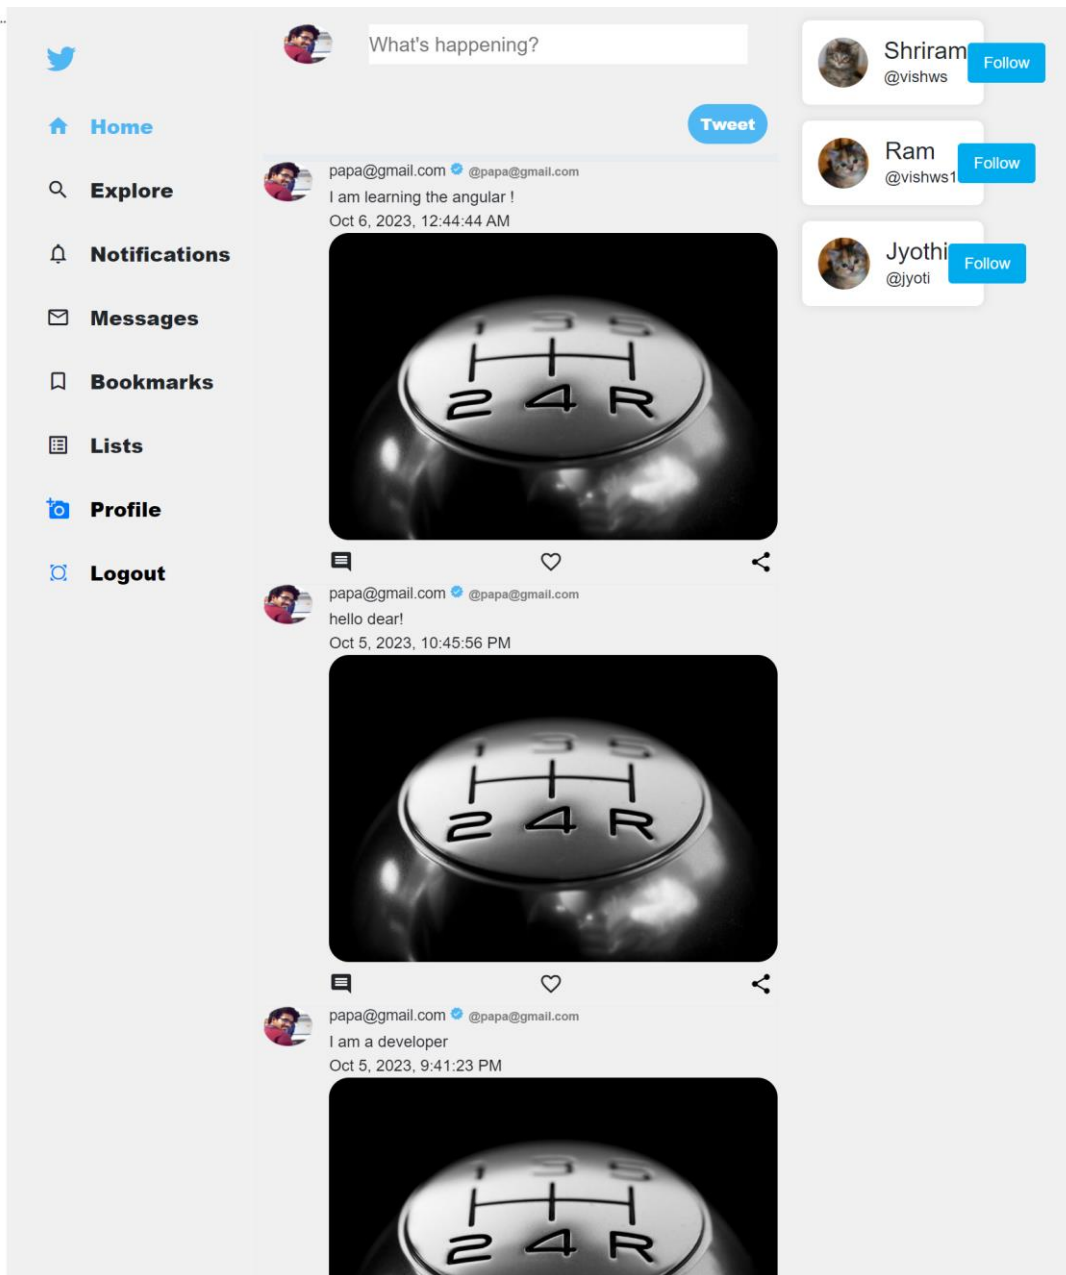 ..
Home
Explore
Notifications
Messages
Bookmarks
Lists
Profile
Logout
What's happening?
Tweet
papa@gmail.com @papa@gmail.com
I am learning the angular !
Oct 6, 2023, 12:44:44 AM
1 3 5
2 4 R
papa@gmail.com @papa@gmail.com
hello dear!
Oct 5, 2023, 10:45:56 PM
1 3 5
2 4 R
papa@gmail.com @papa@gmail.com
I am a developer
Oct 5, 2023, 9:41:23 PM
1 3 5
2 4 R
Shriram
@vishws
Follow
Ram
@vishws1
Follow
Jyothi
@jyoti
Follow